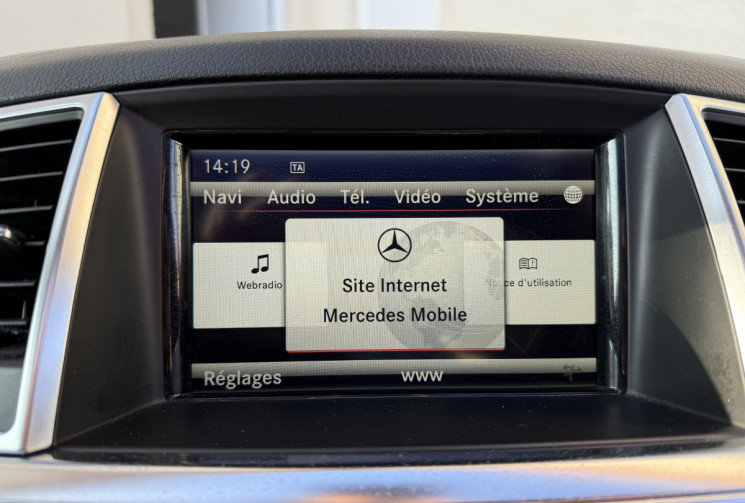 14:19 TA
Navi Audio Tél. Vidéo Système
Webradio
Site Internet
Mercedes Mobile
Notice d'utilisation
Réglages www